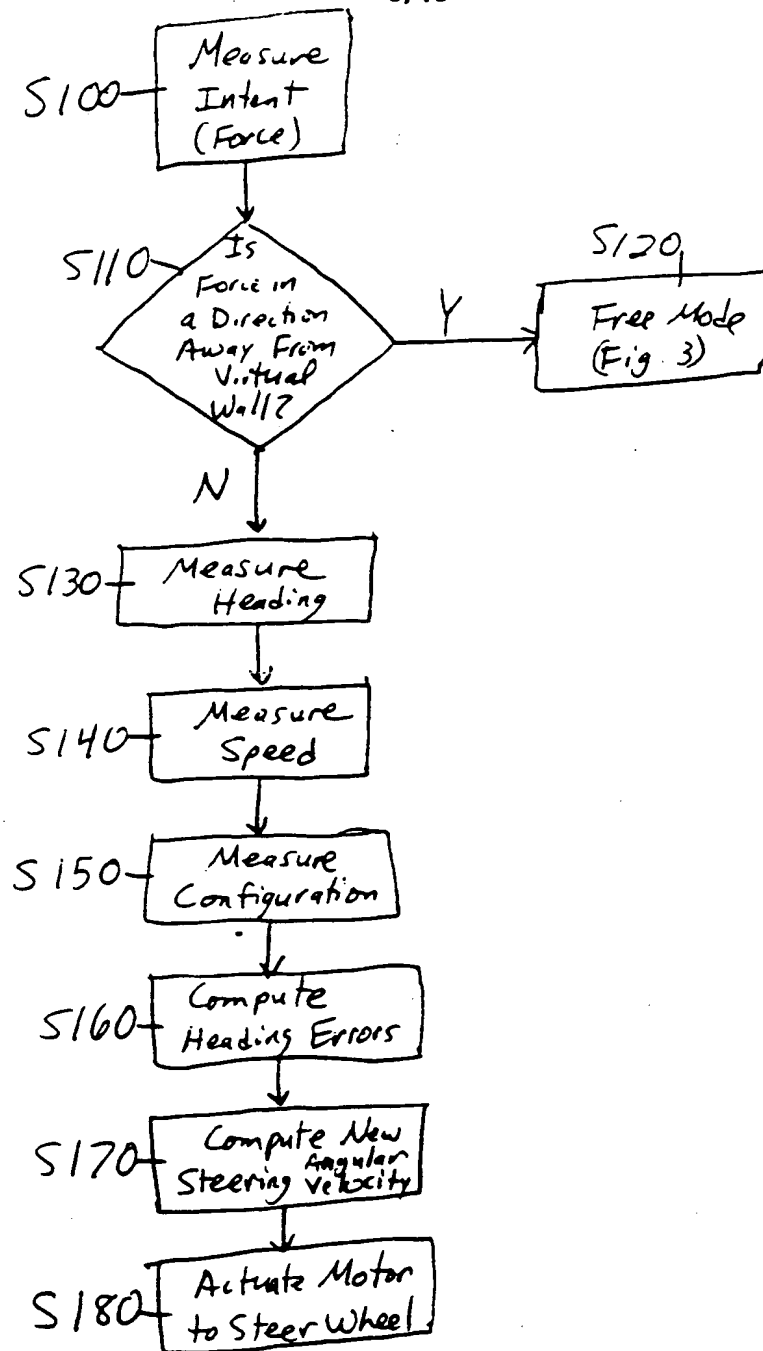 S100
Measure
Intent
(Force)
S110
Is
Force in
a Direction
Away From
Virtual
Wall?
Y
S120
Free Mode
(Fig. 3)
N
S130
Measure
Heading
S140
Measure
Speed
S150
Measure
Configuration
S160
Compute
Heading Errors
S170
Compute New
Steering Angular
Velocity
S180
Actuate Motor
to Steer Wheel